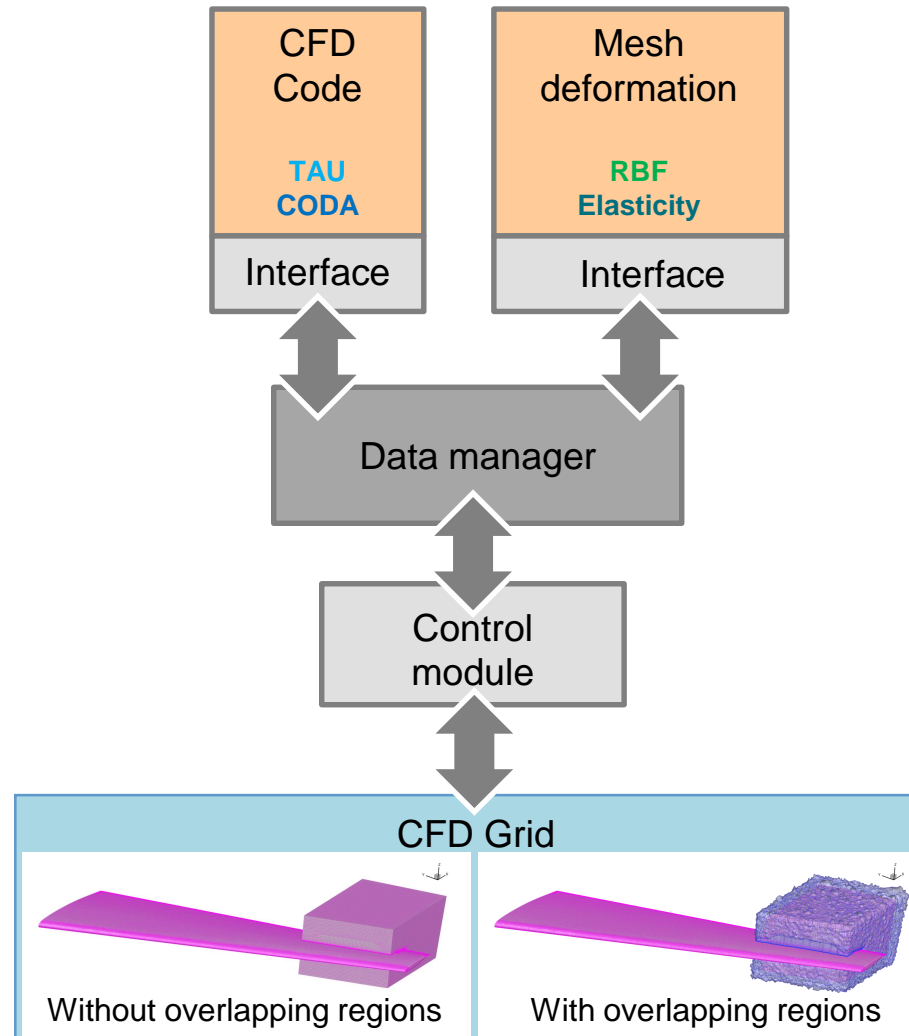 CFD
Code
TAU
CODA
Interface
Mesh
deformation
RBF
Elasticity
Interface
Data manager
Control
module
CFD Grid
Without overlapping regions
With overlapping regions